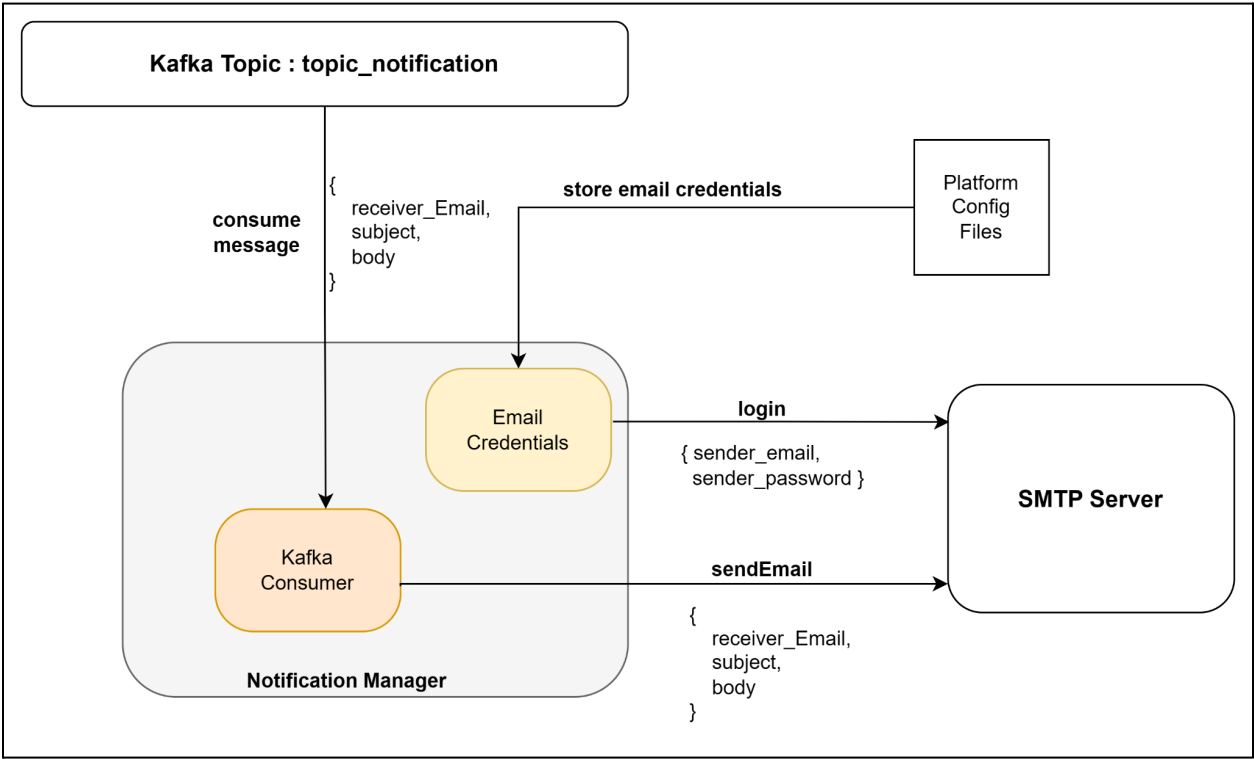 Kafka Topic : topic_notification
{
receiver_Email,
subject,
body
}
consume
message
store email credentials
Platform
Config
Files
Email
Credentials
login
{ sender_email,
sender_password }
SMTP Server
Kafka
Consumer
sendEmail
{
receiver_Email,
subject,
body
}
Notification Manager